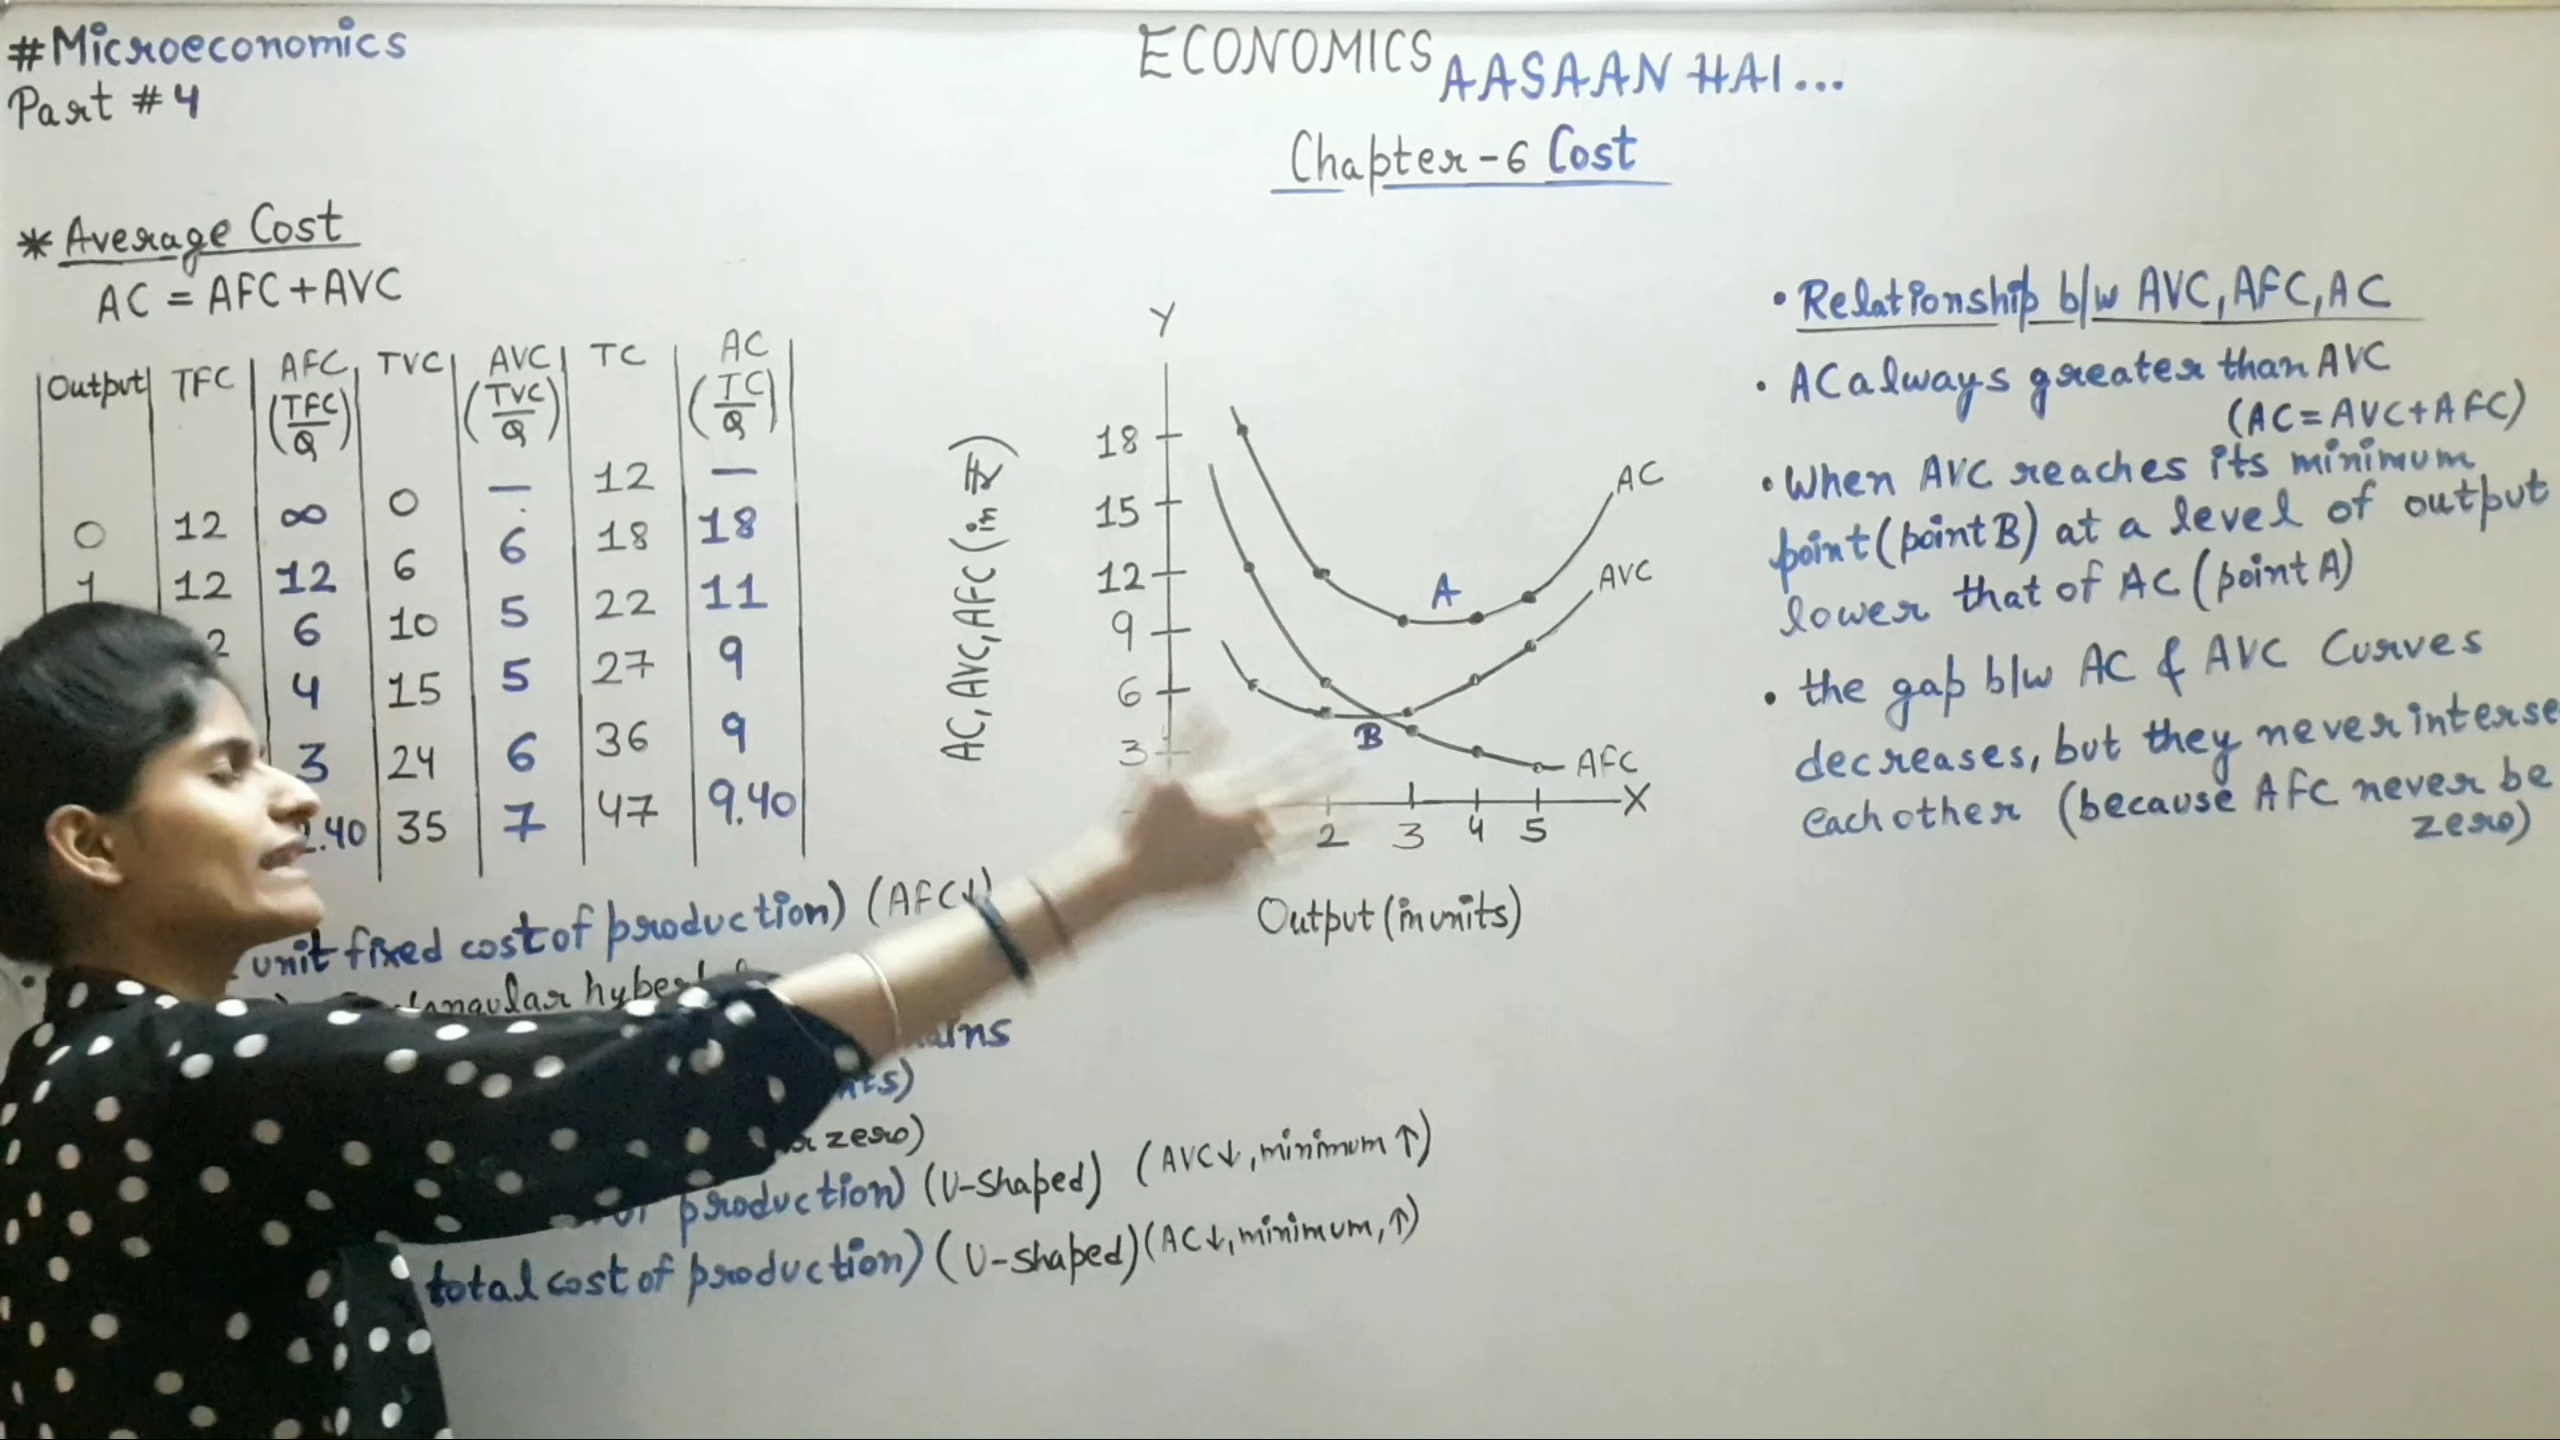 #Microeconomics
Part #4
ECONOMICS AASAAN HAI...
Chapter-6 Cost
* Average Cost
AC = AFC+AVC
Output TFC AFC (TFC/Q) TVC AVC (TVC/Q) TC AC (TC/Q)
0 12 ∞ 0 — 12 —
1 12 12 6 6 18 18
2 6 10 5 22 11
4 15 5 27 9
3 24 6 36 9
.40 35 7 47 9.40
unit fixed cost of production) (AFC↓)
zero)
production) (U-shaped) (AVC↓, minimum ↑)
total cost of production) (U-shaped) (AC↓, minimum, ↑)
Y
AC, AVC, AFC (in ₹)
18
15
12
9
6
3
AC
AVC
AFC
A
B
X
2 3 4 5
Output (in units)
• Relationship b/w AVC, AFC, AC
• AC always greater than AVC
(AC=AVC+AFC)
• When AVC reaches its minimum
point (point B) at a level of output
lower that of AC (point A)
• the gap b/w AC & AVC Curves
decreases, but they never interse
each other (because AFC never be
zero)